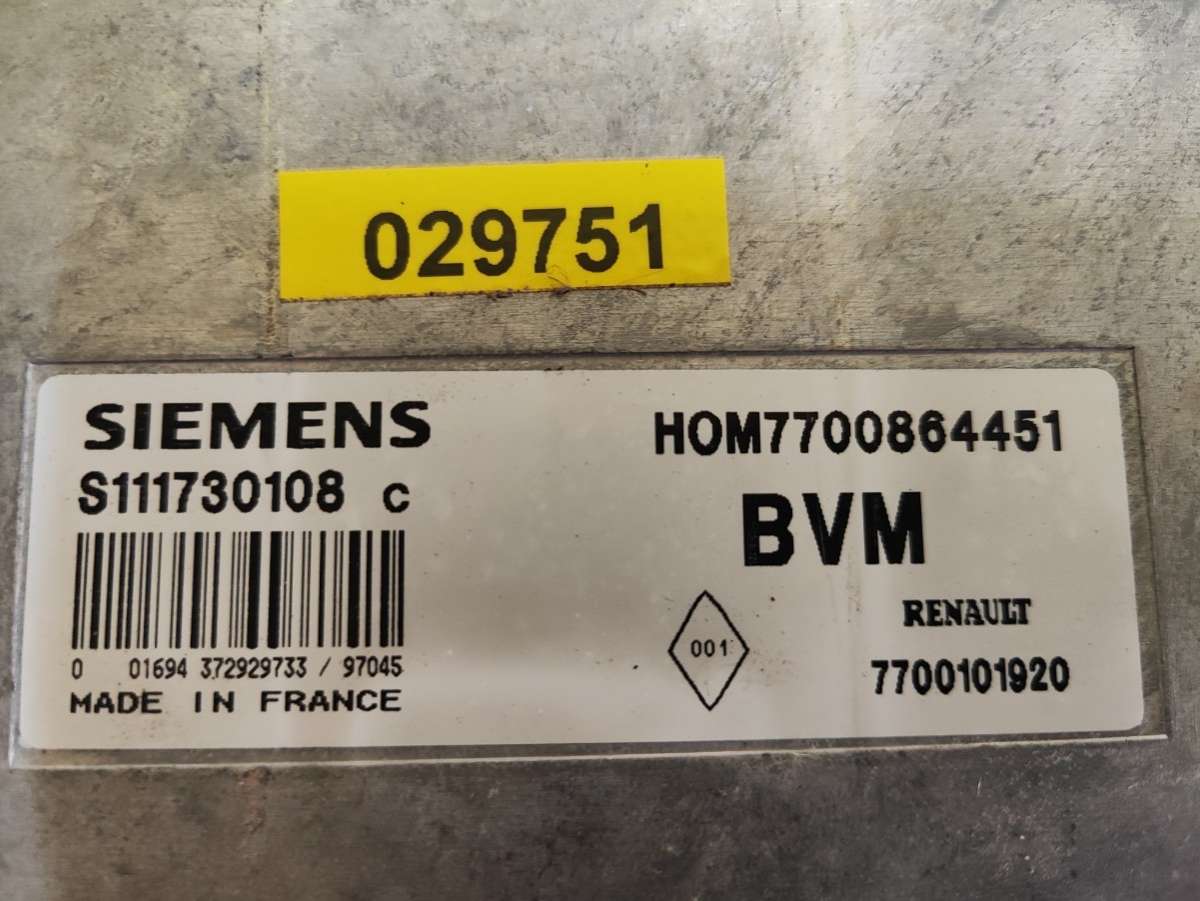 029751
SIEMENS
S111730108 C
0 01694 372929733 / 97045
MADE IN FRANCE
HOM7700864451
BVM
001
RENAULT
7700101920